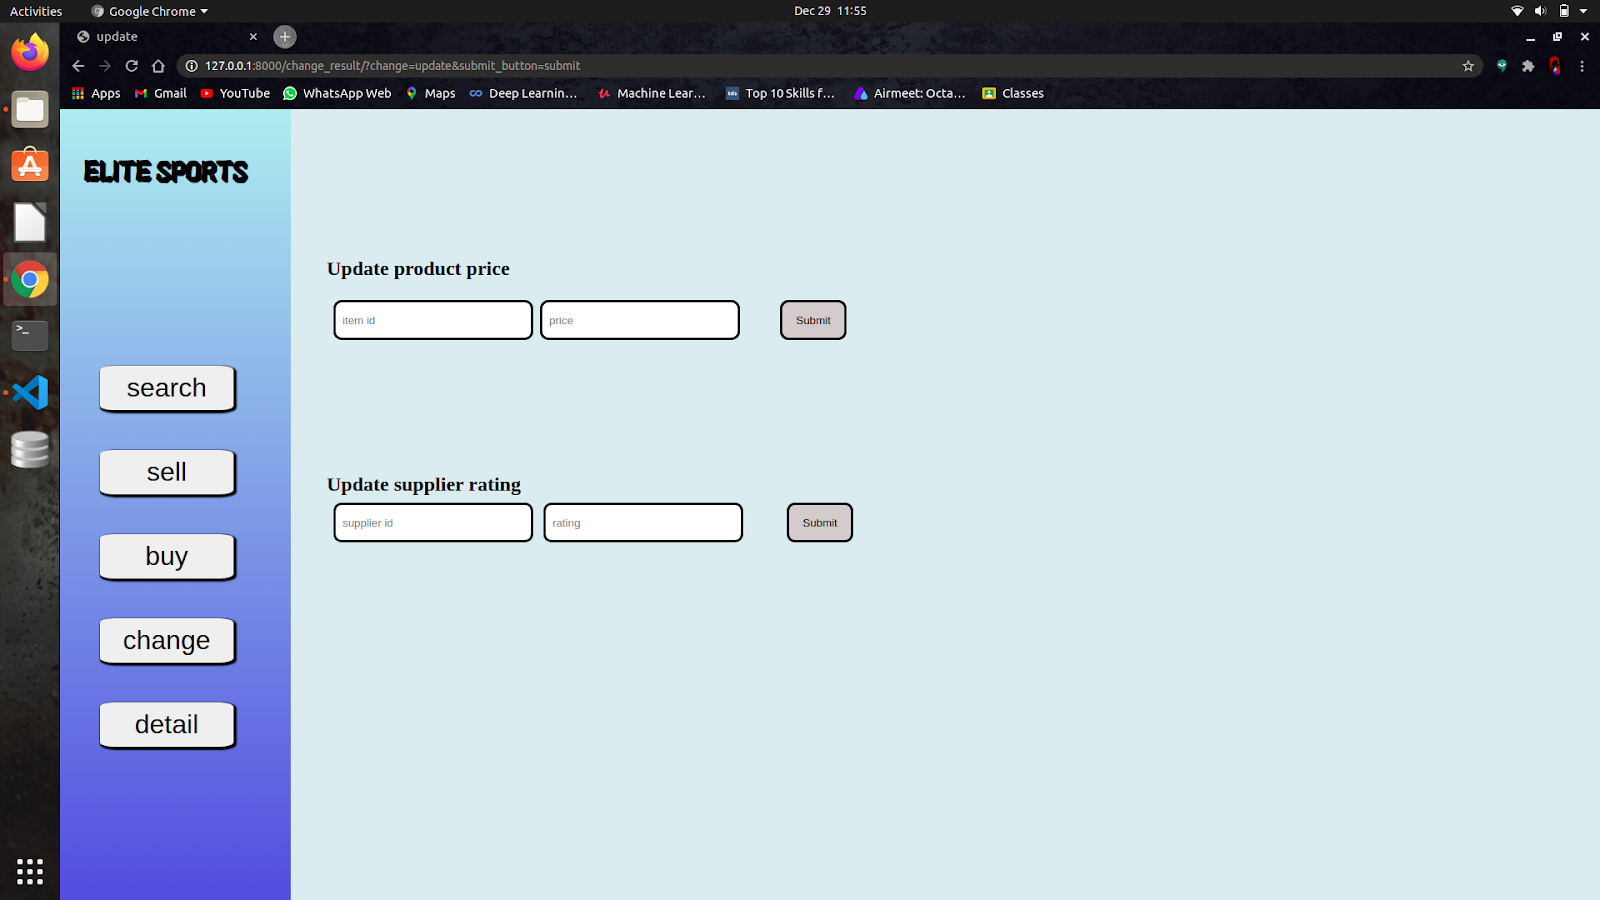 Activities
Google Chrome
Dec 29 11:55
update
127.0.0.1:8000/change_result/?change=update&submit_button=submit
Apps
Gmail
YouTube
WhatsApp Web
Maps
Deep Learnin...
Machine Lear...
tds
Top 10 Skills f...
Airmeet: Octa...
Classes
ELITE SPORTS
search
sell
buy
change
detail
Update product price
item id
price
Submit
Update supplier rating
supplier id
rating
Submit